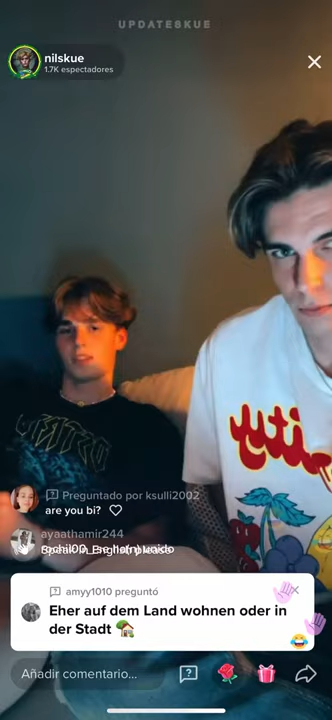 UPDATESKUE
nilskue
1.7K espectadores
Preguntado por ksulli2002
are you bi?
ayaathamir244
amyy1010 preguntó
Eher auf dem Land wohnen oder in
der Stadt 🏡
Añadir comentario...